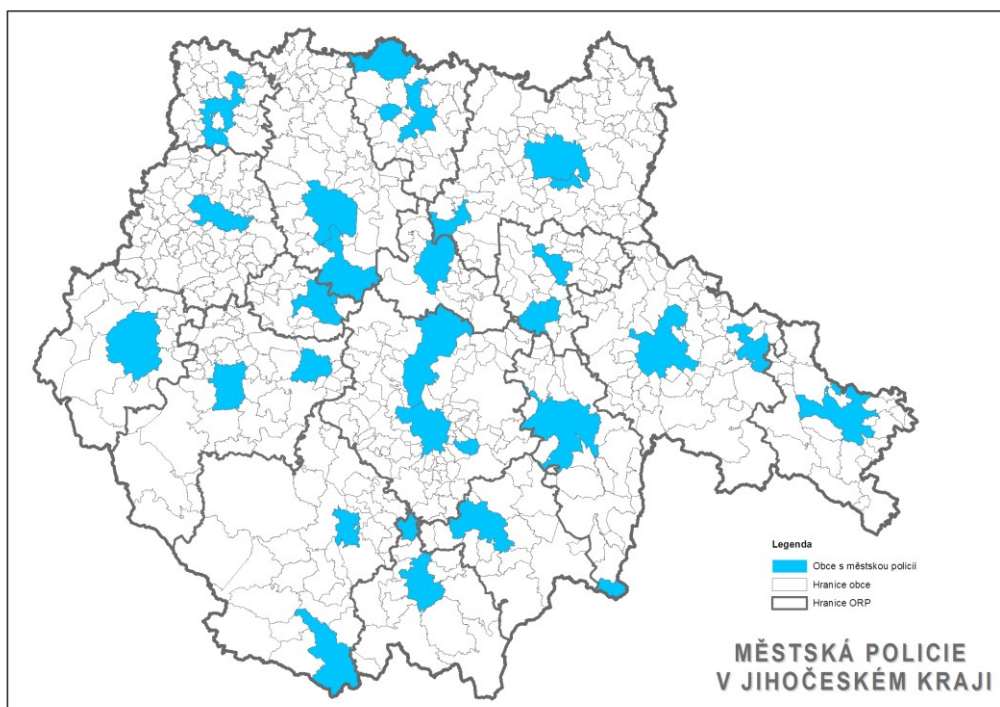 Legenda
Obce s městskou policií
Hranice obce
Hranice ORP
MĚSTSKÁ POLICIE
V JIHOČESKÉM KRAJI